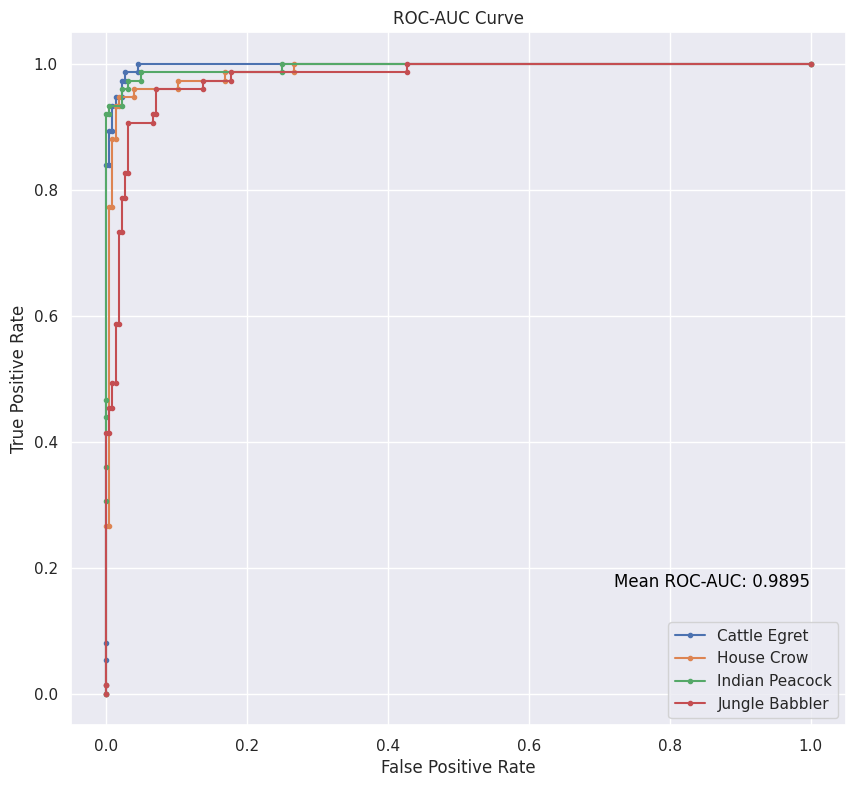 ROC-AUC Curve
True Positive Rate
1.0
0.8
0.6
0.4
0.2
0.0
Mean ROC-AUC: 0.9895
Cattle Egret
House Crow
Indian Peacock
Jungle Babbler
0.0 0.2 0.4 0.6 0.8 1.0
False Positive Rate